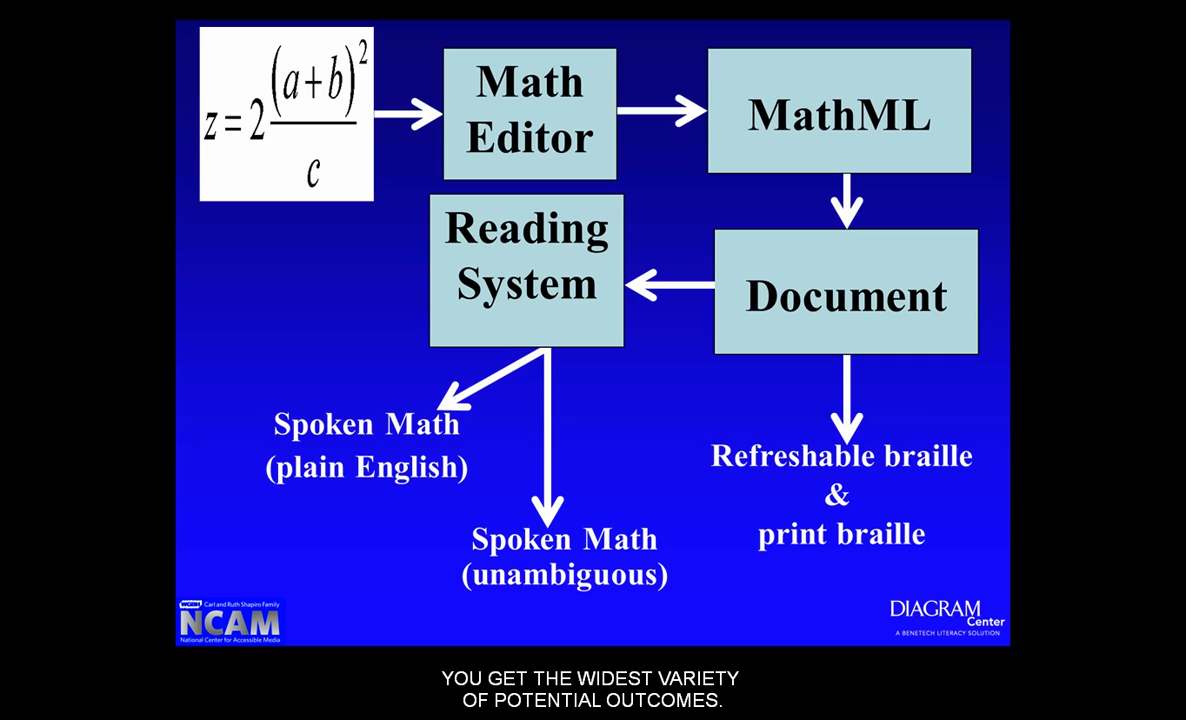 z = 2 (a+b)² / c
Math
Editor
MathML
Reading
System
Document
Spoken Math
(plain English)
Spoken Math
(unambiguous)
Refreshable braille
&
print braille
WGBH Carl and Ruth Shapiro Family
NCAM
National Center for Accessible Media
DIAGRAM
Center
A BENETECH LITERACY SOLUTION
YOU GET THE WIDEST VARIETY
OF POTENTIAL OUTCOMES.